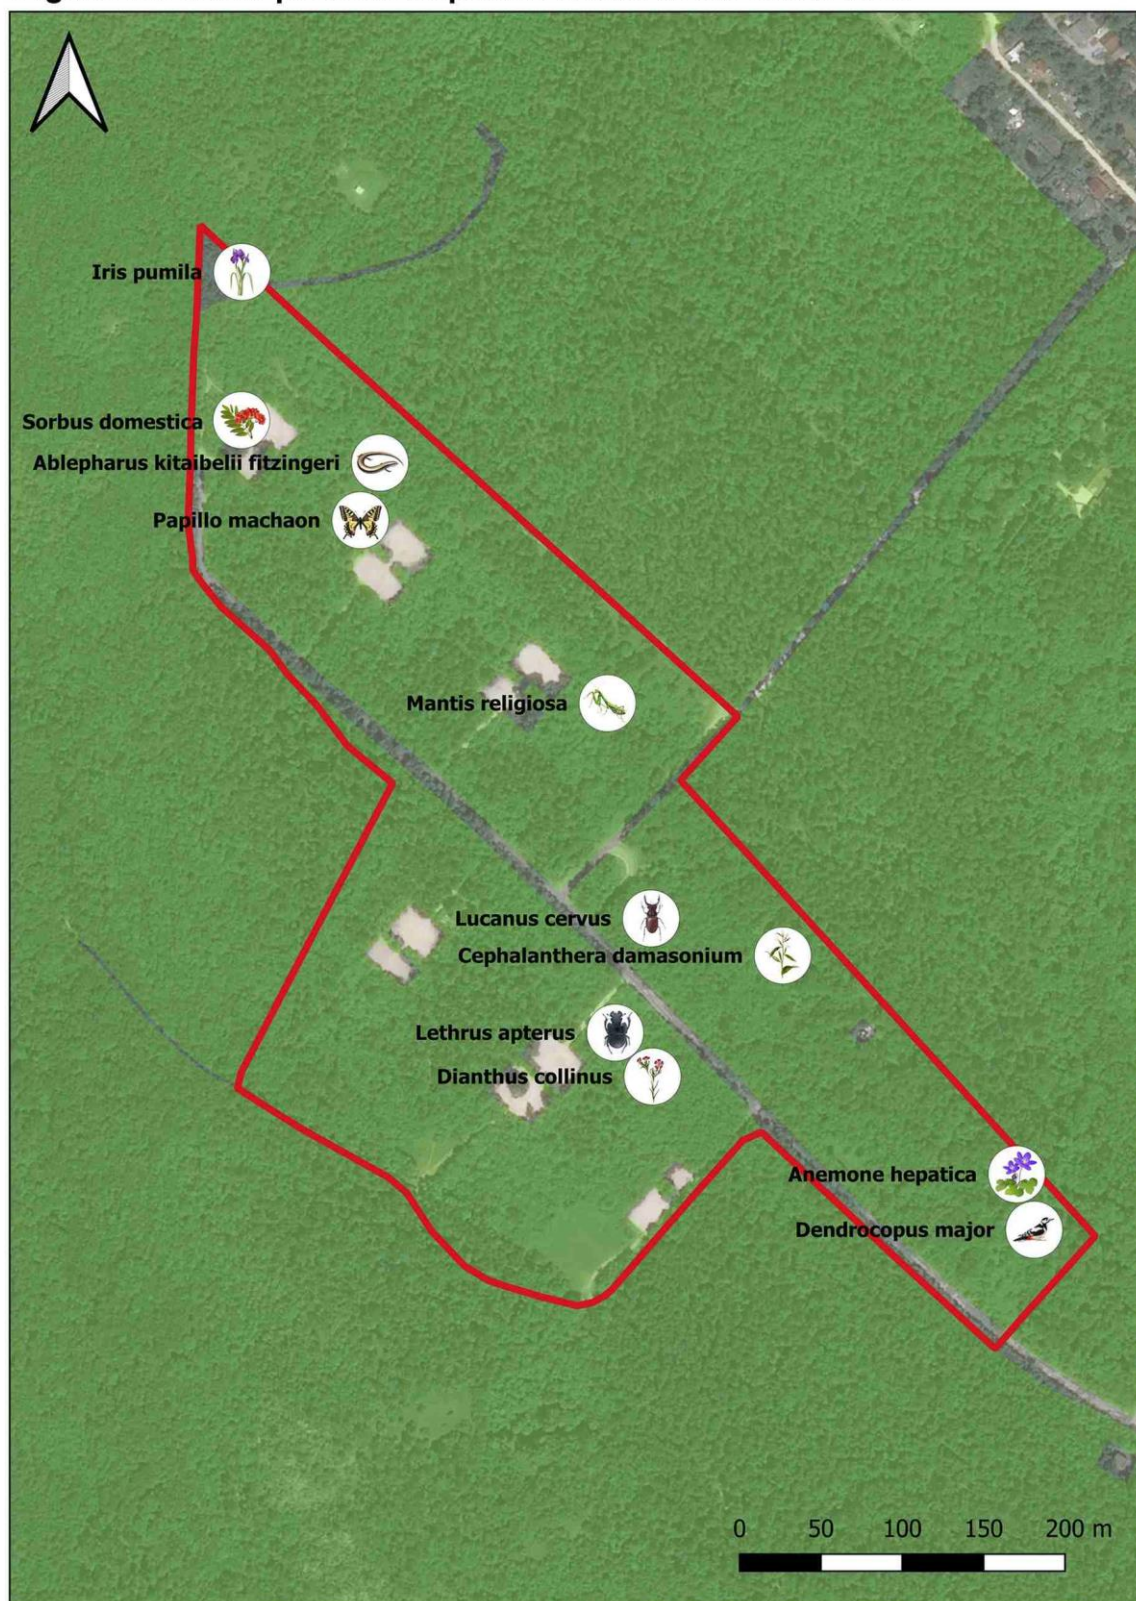 Iris pumila
Sorbus domestica
Ablepharus kitaibelii fitzingeri
Papillo machaon
Mantis religiosa
Lucanus cervus
Cephalanthera damasonium
Lethrus apterus
Dianthus collinus
Anemone hepatica
Dendrocopus major
0 50 100 150 200 m